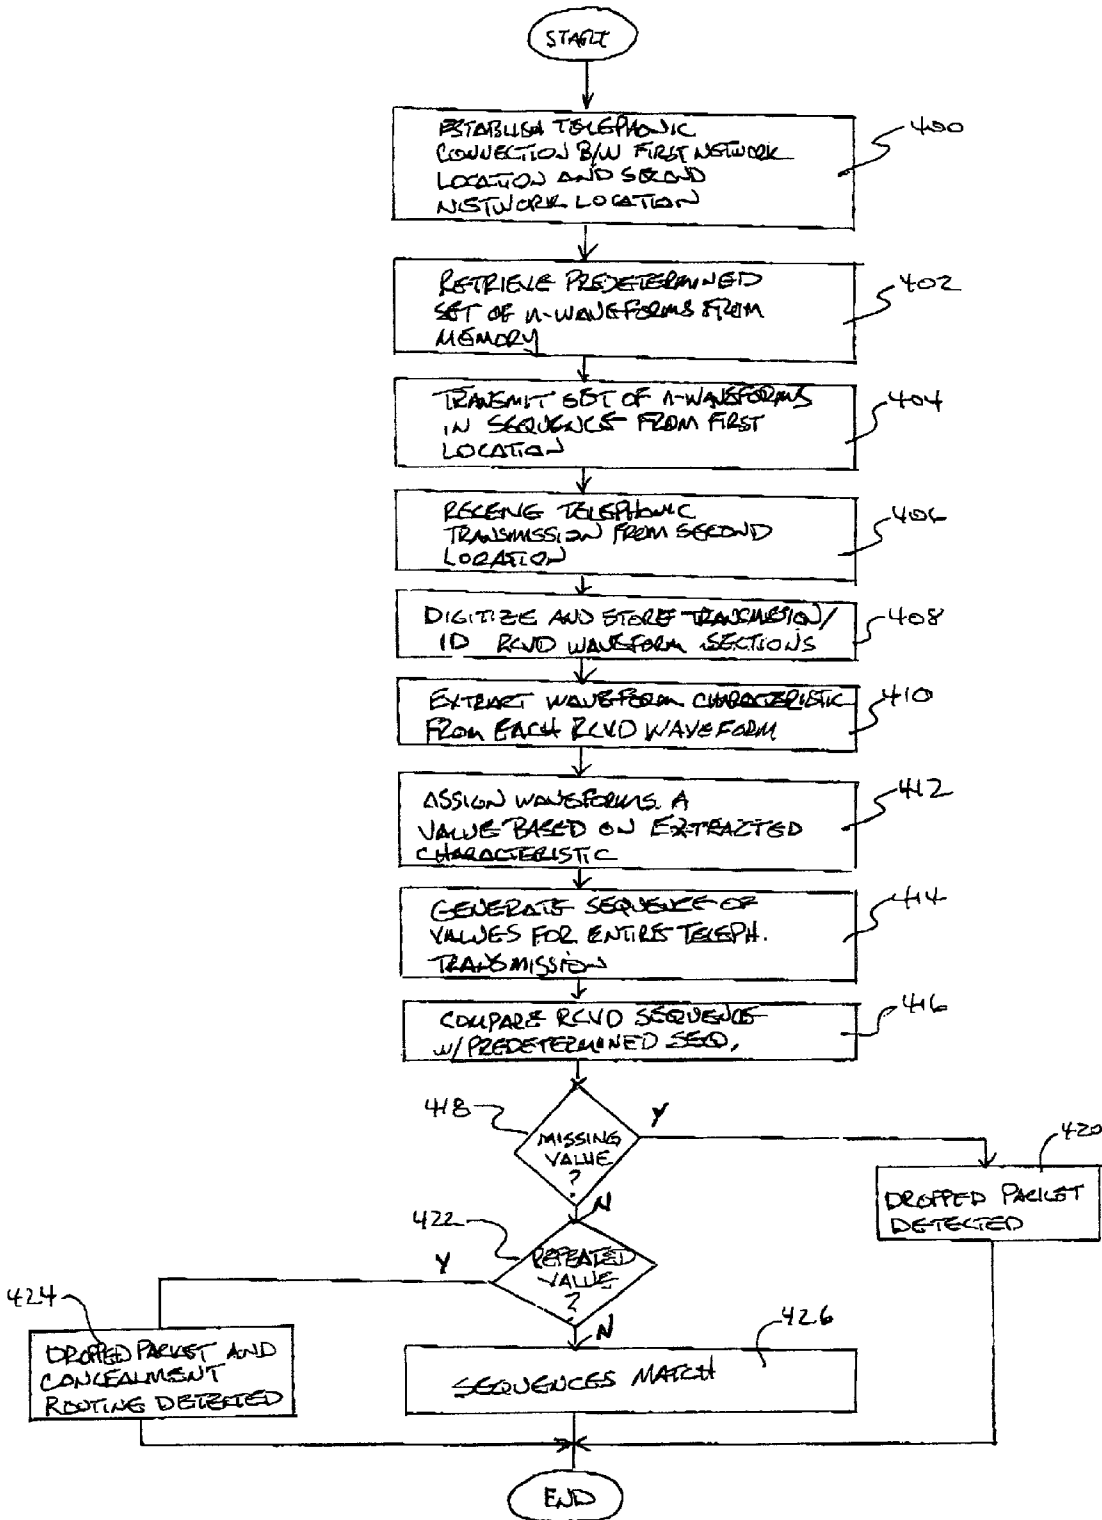 START
ESTABLISH TELEPHONIC
CONNECTION B/W FIRST NETWORK
LOCATION AND SECOND
NETWORK LOCATION
400
RETRIEVE PREDETERMINED
SET OF N-WAVEFORMS FROM
MEMORY
402
TRANSMIT SET OF N-WAVEFORMS
IN SEQUENCE FROM FIRST
LOCATION
404
RECEIVE TELEPHONIC
TRANSMISSION FROM SECOND
LOCATION
406
DIGITIZE AND STORE TRANSMISION/
ID RCVD WAVEFORM SECTIONS
408
EXTRACT WAVEFORM CHARACTERISTIC
FROM EACH RCVD WAVEFORM
410
ASSIGN WAVEFORMS A
VALUE BASED ON EXTRACTED
CHARACTERISTIC
412
GENERATE SEQUENCE OF
VALUES FOR ENTIRE TELEPH.
TRANSMISSION
414
COMPARE RCVD SEQUENCE
W/PREDETERMINED SEQ.
416
418
MISSING
VALUE
?
Y
N
420
DROPPED PACKET
DETECTED
422
REPEATED
VALUE
?
Y
N
424
DROPPED PACKET AND
CONCEALMENT
ROUTING DETECTED
426
SEQUENCES MATCH
END